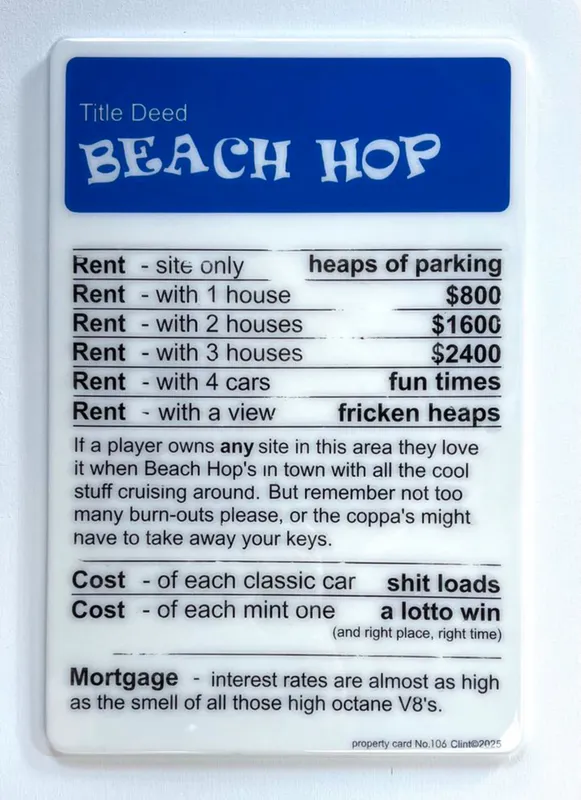 Title Deed
BEACH HOP
Rent - site only heaps of parking
Rent - with 1 house $800
Rent - with 2 houses $1600
Rent - with 3 houses $2400
Rent - with 4 cars fun times
Rent - with a view fricken heaps
If a player owns any site in this area they love
it when Beach Hop's in town with all the cool
stuff cruising around. But remember not too
many burn-outs please, or the coppa's might
have to take away your keys.
Cost - of each classic car shit loads
Cost - of each mint one a lotto win
(and right place, right time)
Mortgage - interest rates are almost as high
as the smell of all those high octane V8's.
property card No.106 Clint©2025